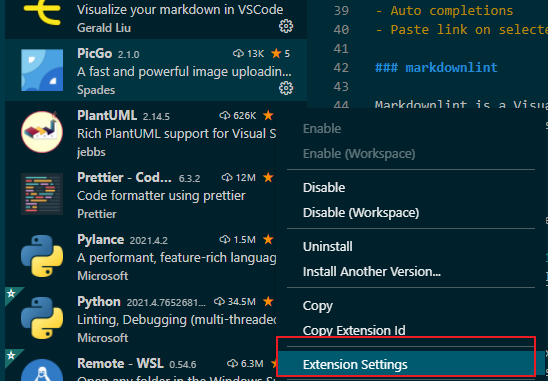 Visualize your markdown in VSCode
Gerald Liu
PicGo 2.1.0 13K ★ 5
A fast and powerful image uploadin...
Spades
PlantUML 2.14.5 626K ★
Rich PlantUML support for Visual S
jebbs
Prettier - Cod... 6.3.2 12M ★
Code formatter using prettier
Prettier
Pylance 2021.4.2 1.5M ★
A performant, feature-rich languag
Microsoft
Python 2021.4.7652681... 34.5M ★
Linting, Debugging (multi-threaded
Microsoft
Remote - WSL 0.54.6 6.3M ★
Open any folder in the Windows S
39 - Auto completions
40 - Paste link on selecte
41
42 ### markdownlint
43
44 Markdownlint is a Visua
Enable
Enable (Workspace)
Disable
Disable (Workspace)
Uninstall
Install Another Version...
Copy
Copy Extension Id
Extension Settings